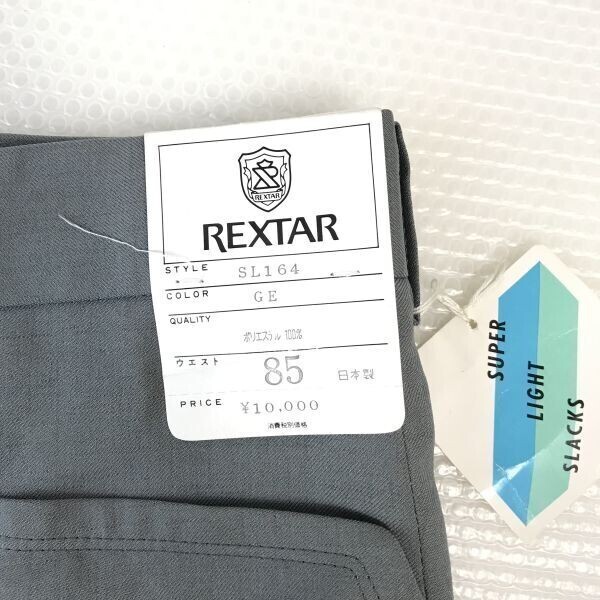 REXTAR
REXTAR
STYLE SL164
COLOR GE
QUALITY
ポリエステル 100%
ウエスト 85 日本製
PRICE ¥10,000
消費税別価格
SUPER
LIGHT
SLACKS